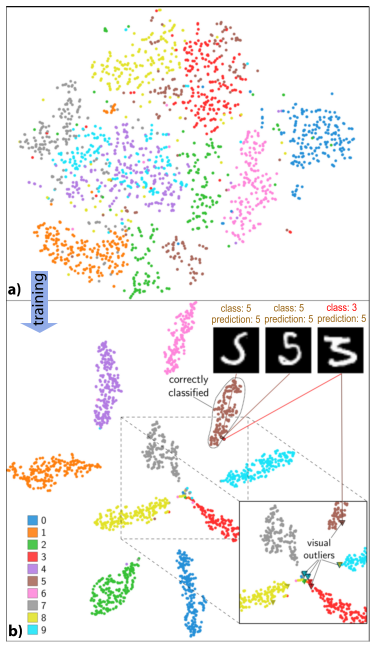 a)
training
class: 5
prediction: 5
class: 5
prediction: 5
class: 3
prediction: 5
correctly
classified
visual
outliers
0
1
2
3
4
5
6
7
8
9
b)